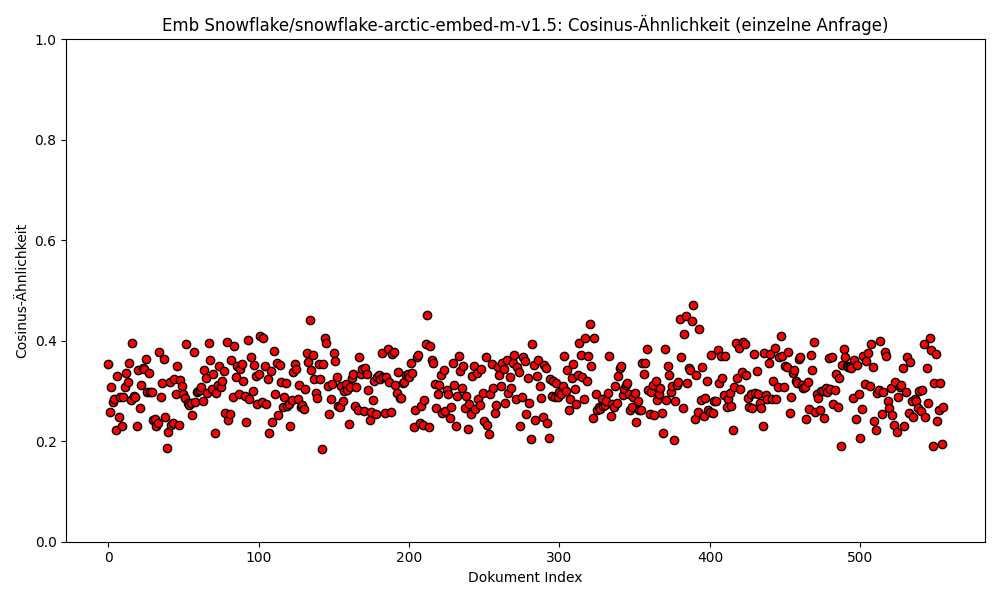 Emb Snowflake/snowflake-arctic-embed-m-v1.5: Cosinus-Ähnlichkeit (einzelne Anfrage)
1.0
0.8
0.6
0.4
0.2
0.0
Cosinus-Ähnlichkeit
0 100 200 300 400 500
Dokument Index